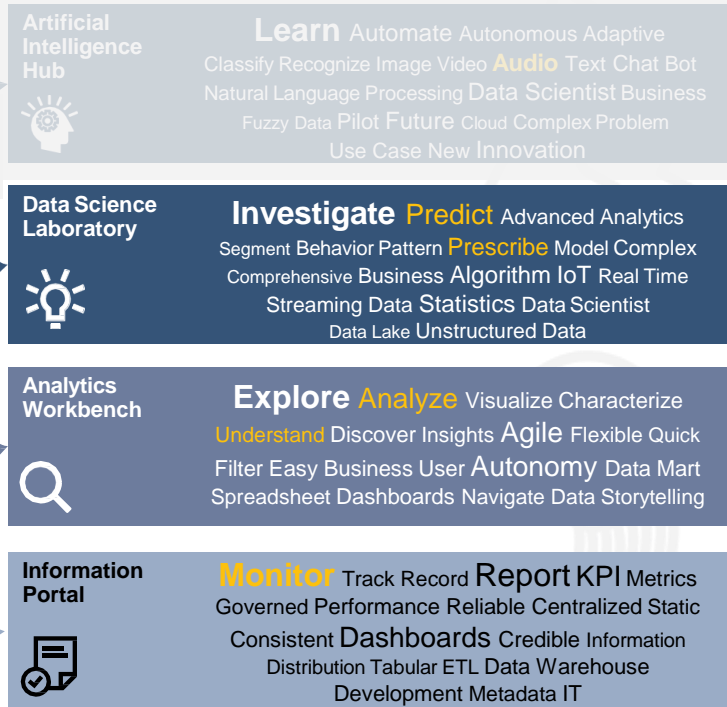 Artificial
Intelligence
Hub
Learn Automate Autonomous Adaptive
Classify Recognize Image Video Audio Text Chat Bot
Natural Language Processing Data Scientist Business
Fuzzy Data Pilot Future Cloud Complex Problem
Use Case New Innovation
Data Science
Laboratory
Investigate Predict Advanced Analytics
Segment Behavior Pattern Prescribe Model Complex
Comprehensive Business Algorithm IoT Real Time
Streaming Data Statistics Data Scientist
Data Lake Unstructured Data
Analytics
Workbench
Explore Analyze Visualize Characterize
Understand Discover Insights Agile Flexible Quick
Filter Easy Business User Autonomy Data Mart
Spreadsheet Dashboards Navigate Data Storytelling
Information
Portal
Monitor Track Record Report KPI Metrics
Governed Performance Reliable Centralized Static
Consistent Dashboards Credible Information
Distribution Tabular ETL Data Warehouse
Development Metadata IT